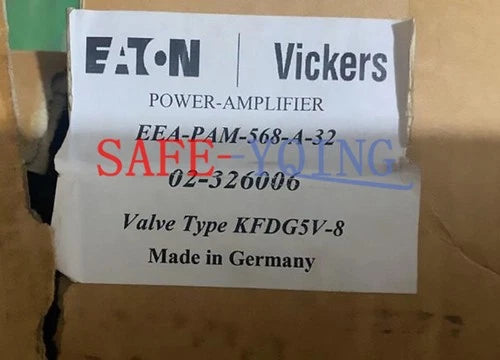 EATON | Vickers
POWER-AMPLIFIER
EEA-PAM-568-A-32
SAFE-YQING
02-326006
Valve Type KFDG5V-8
Made in Germany